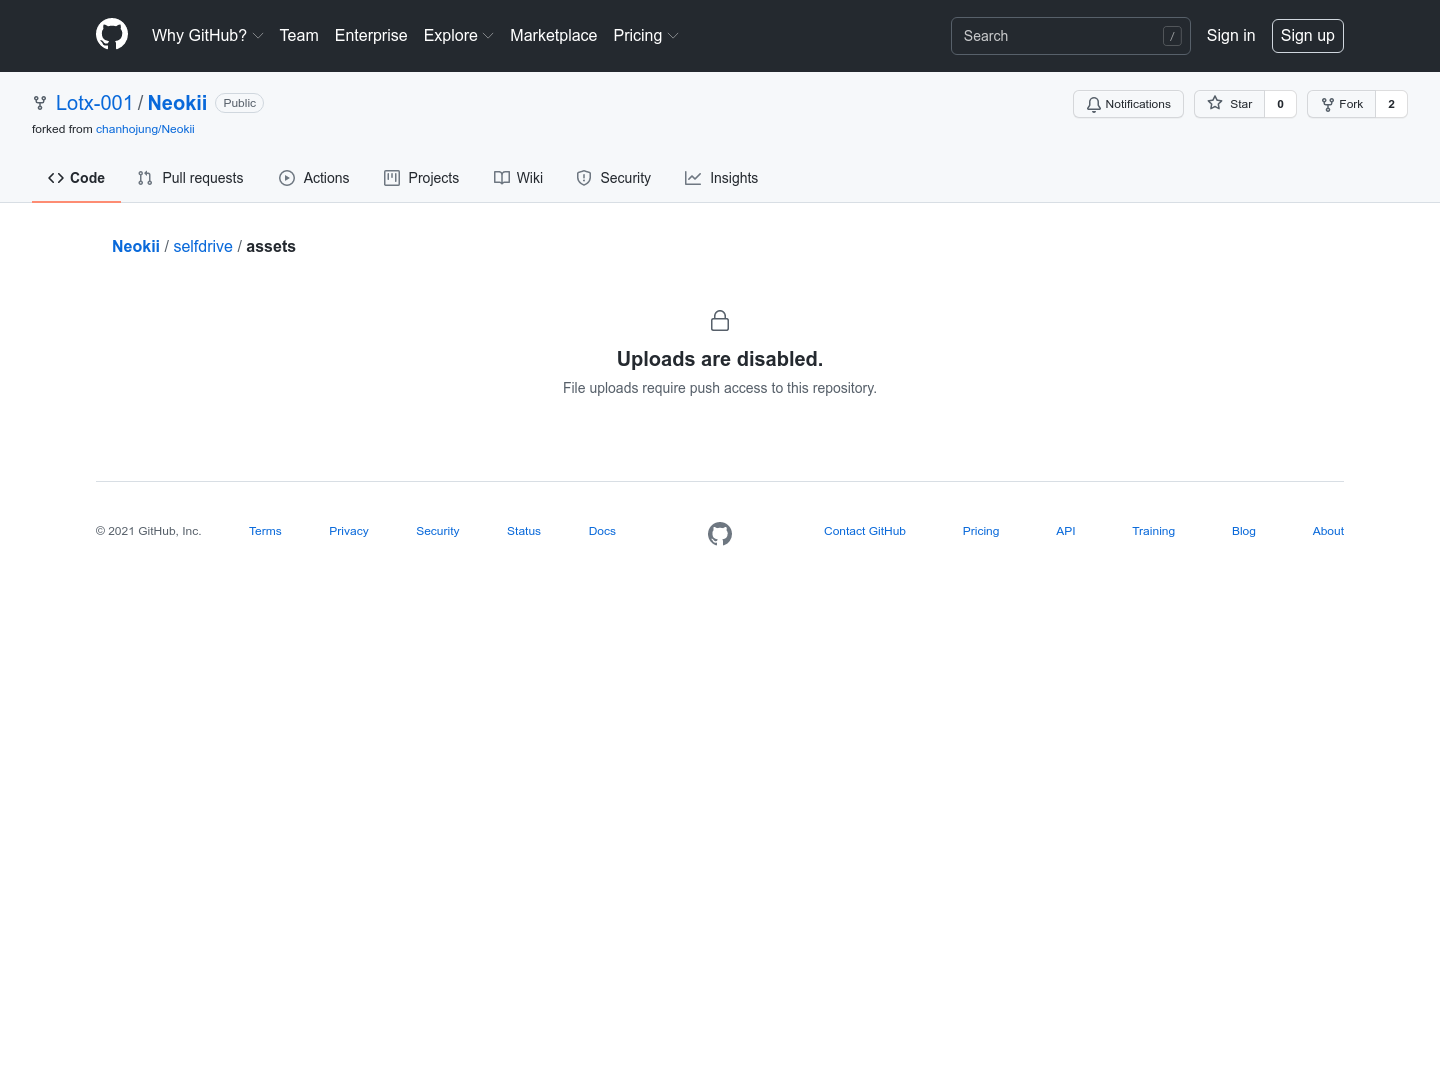 Why GitHub? Team Enterprise Explore Marketplace Pricing Search / Sign in Sign up
Lotx-001 / Neokii Public Notifications Star 0 Fork 2
forked from chanhojung/Neokii
Code Pull requests Actions Projects Wiki Security Insights
Neokii / selfdrive / assets
Uploads are disabled.
File uploads require push access to this repository.
© 2021 GitHub, Inc. Terms Privacy Security Status Docs Contact GitHub Pricing API Training Blog About